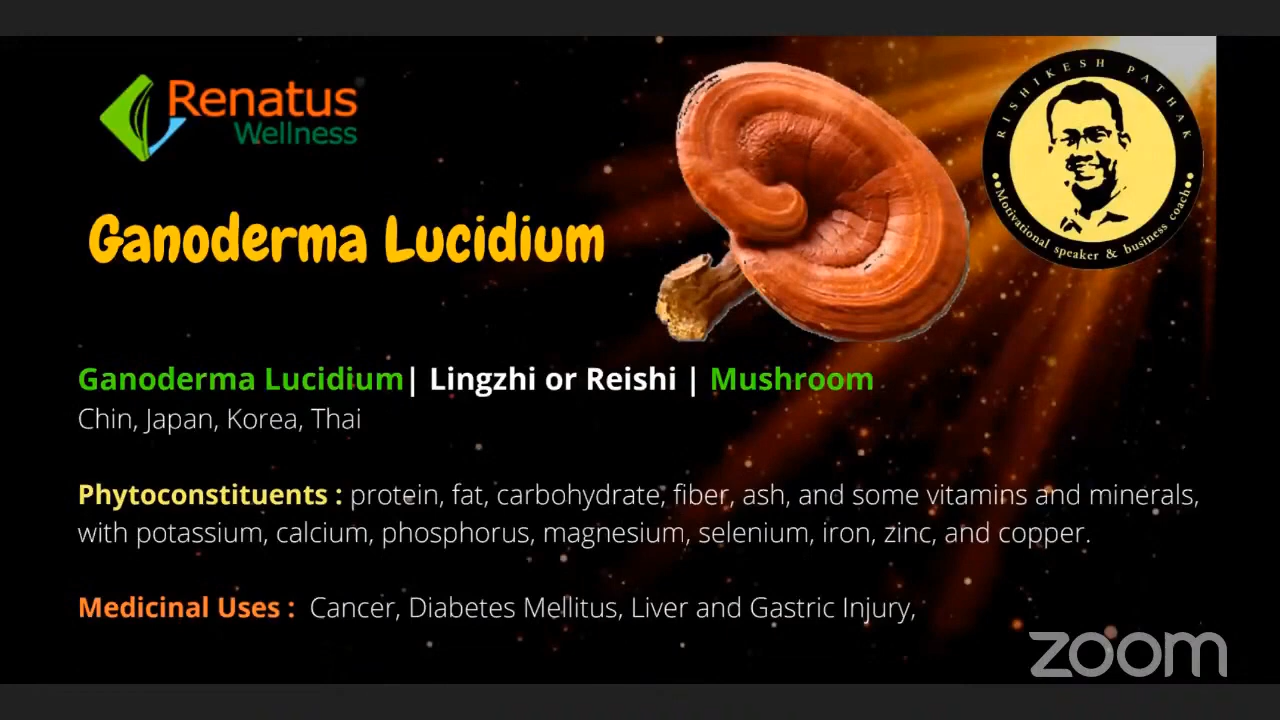 Renatus
Wellness
RISHIKESH PATHAK
Motivational speaker & business coach
Ganoderma Lucidium
Ganoderma Lucidium| Lingzhi or Reishi | Mushroom
Chin, Japan, Korea, Thai
Phytoconstituents : protein, fat, carbohydrate, fiber, ash, and some vitamins and minerals,
with potassium, calcium, phosphorus, magnesium, selenium, iron, zinc, and copper.
Medicinal Uses : Cancer, Diabetes Mellitus, Liver and Gastric Injury,
zoom